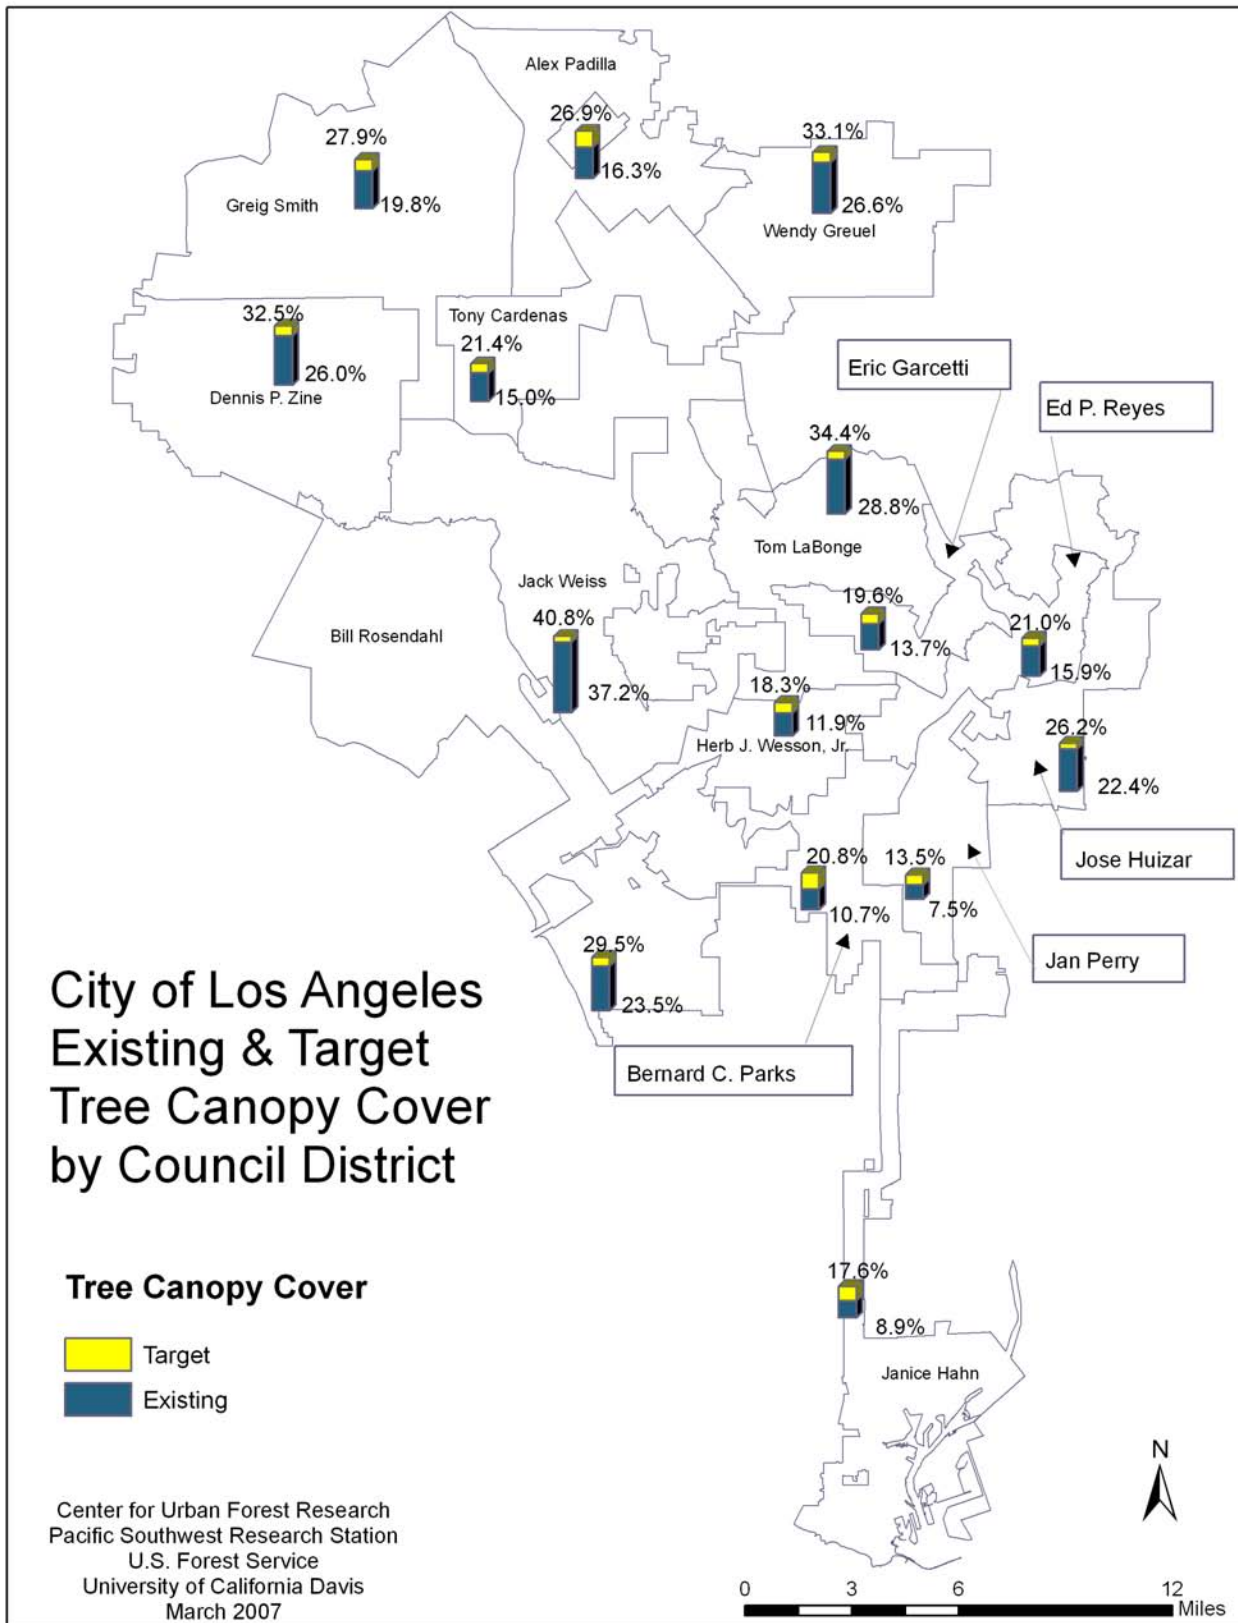 Alex Padilla
26.9%
16.3%
27.9%
19.8%
Greig Smith
33.1%
26.6%
Wendy Greuel
32.5%
26.0%
Dennis P. Zine
Tony Cardenas
21.4%
15.0%
Eric Garcetti
Ed P. Reyes
34.4%
28.8%
Tom LaBonge
Jack Weiss
40.8%
37.2%
Bill Rosendahl
19.6%
13.7%
21.0%
15.9%
18.3%
11.9%
Herb J. Wesson, Jr.
26.2%
22.4%
Jose Huizar
20.8%
10.7%
13.5%
7.5%
Jan Perry
29.5%
23.5%
Bernard C. Parks
City of Los Angeles
Existing & Target
Tree Canopy Cover
by Council District
17.6%
8.9%
Janice Hahn
Tree Canopy Cover
Target
Existing
Center for Urban Forest Research
Pacific Southwest Research Station
U.S. Forest Service
University of California Davis
March 2007
N
0 3 6 12
Miles